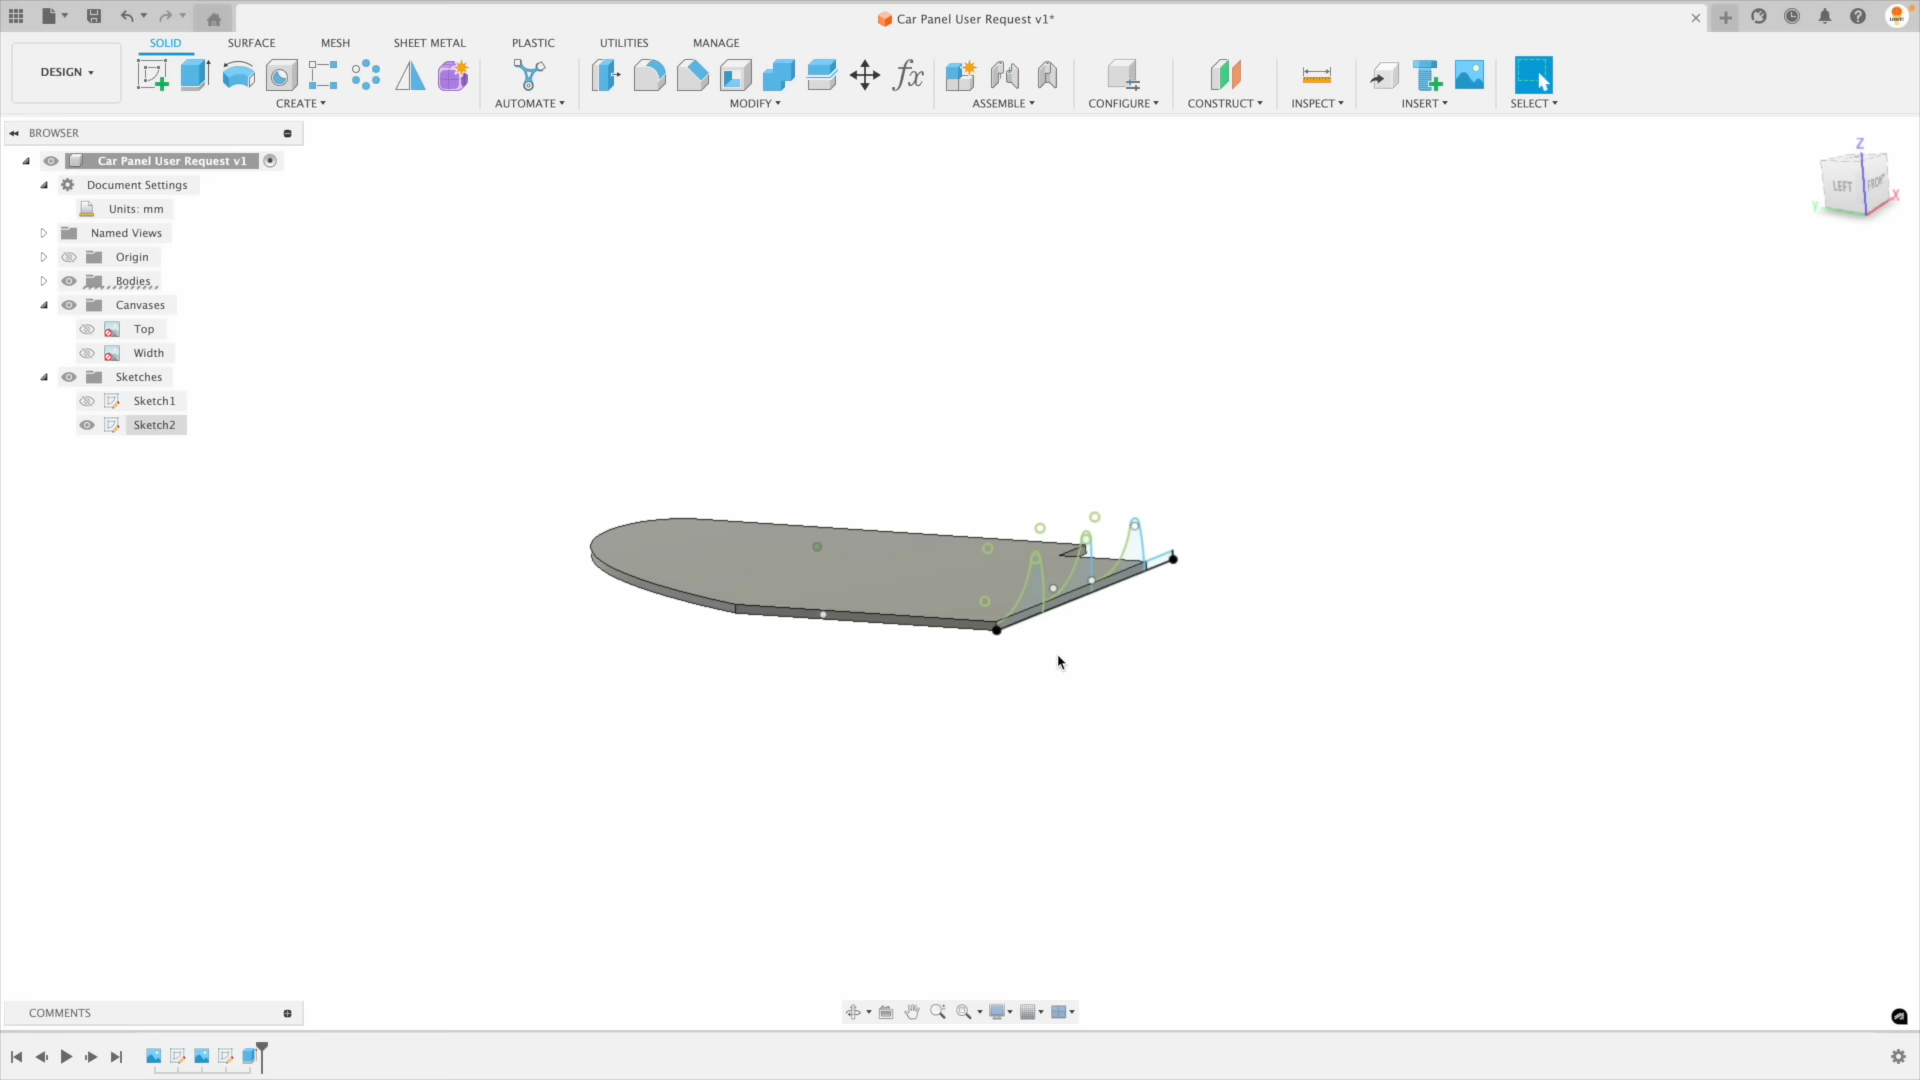 Car Panel User Request v1*
SOLID SURFACE MESH SHEET METAL PLASTIC UTILITIES MANAGE
DESIGN
CREATE AUTOMATE MODIFY ASSEMBLE CONFIGURE CONSTRUCT INSPECT INSERT SELECT
BROWSER
Car Panel User Request v1
Document Settings
Units: mm
Named Views
Origin
Bodies
Canvases
Top
Width
Sketches
Sketch1
Sketch2
Z
LEFT FRONT
X
Y
COMMENTS